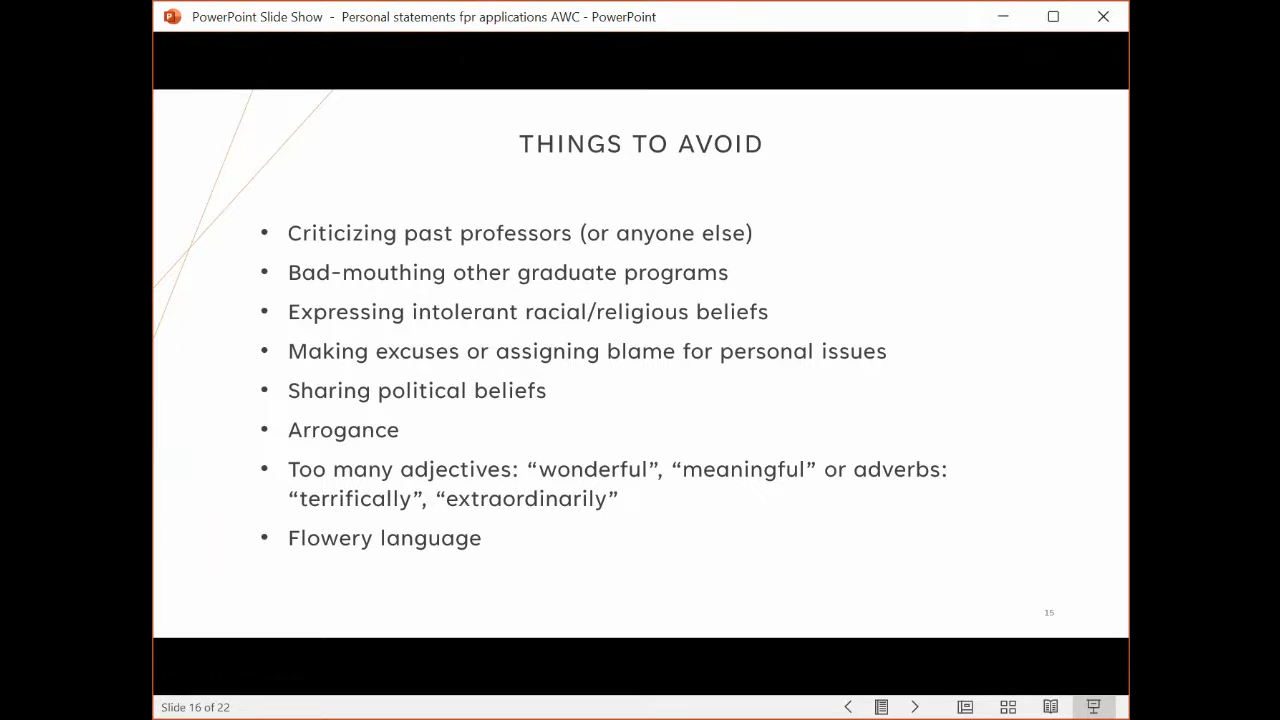 PowerPoint Slide Show - Personal statements fpr applications AWC - PowerPoint
THINGS TO AVOID
• Criticizing past professors (or anyone else)
• Bad-mouthing other graduate programs
• Expressing intolerant racial/religious beliefs
• Making excuses or assigning blame for personal issues
• Sharing political beliefs
• Arrogance
• Too many adjectives: “wonderful”, “meaningful” or adverbs:
“terrifically”, “extraordinarily”
• Flowery language
15
Slide 16 of 22